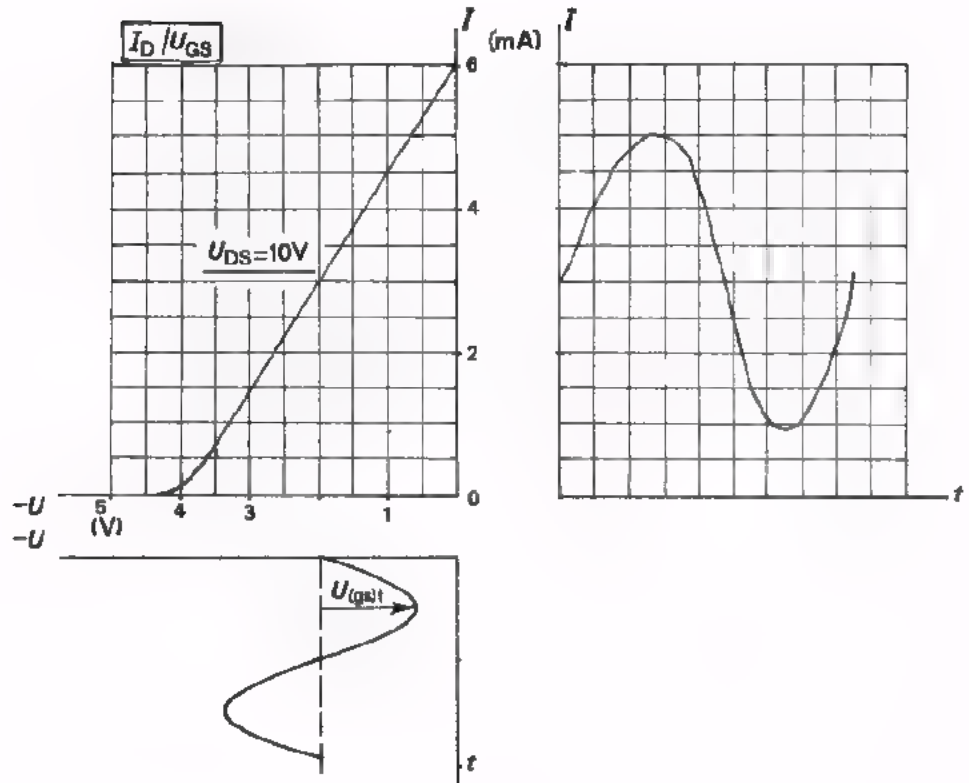 I_D / U_GS
I
(mA)
6
4
2
0
U_DS = 10V
-U
5
4
3
1
(V)
-U
U_(gs)t
t
I
t